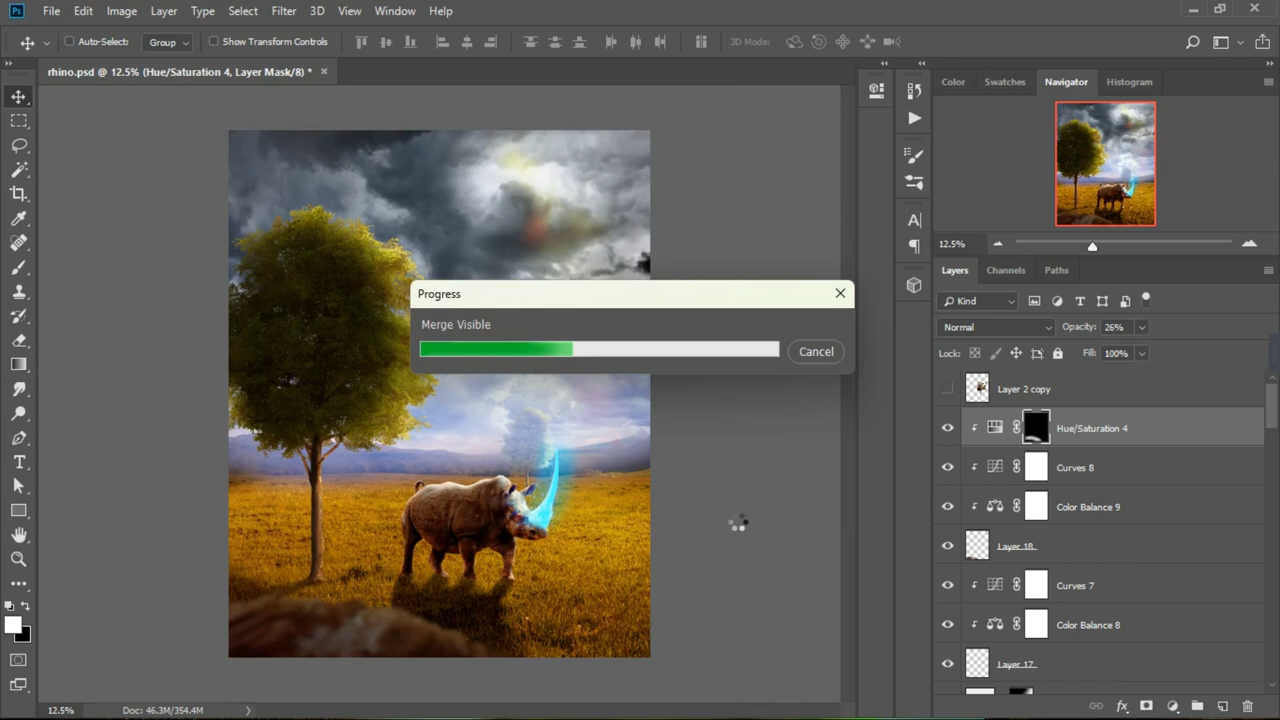 Ps File Edit Image Layer Type Select Filter 3D View Window Help
Auto-Select: Group Show Transform Controls 3D Mode:
rhino.psd @ 12.5% (Hue/Saturation 4, Layer Mask/8) *
Color Swatches Navigator Histogram
12.5%
Layers Channels Paths
Kind
Normal Opacity: 26%
Lock: Fill: 100%
Layer 2 copy
Hue/Saturation 4
Curves 8
Color Balance 9
Layer 18
Curves 7
Color Balance 8
Layer 17
Progress
Merge Visible
Cancel
12.5% Doc: 46.3M/354.4M